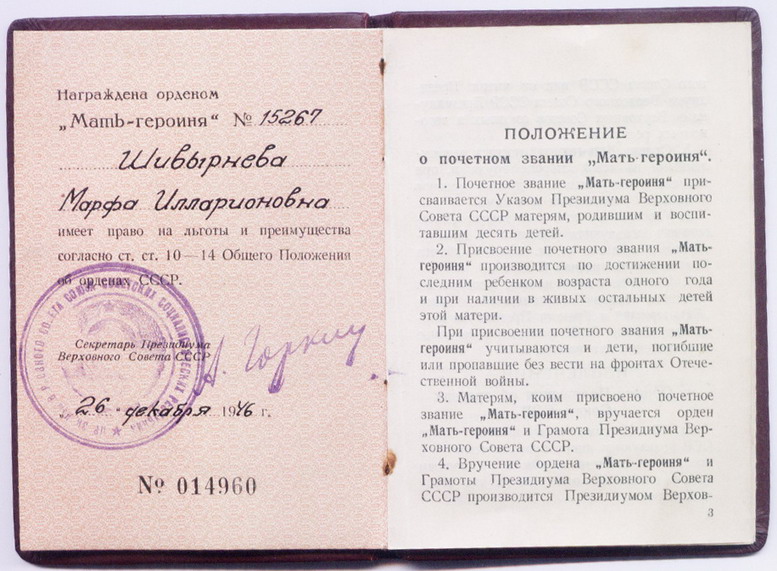 Награждена орденом
„Мать-героиня“ № 15267
Шивырнева
Марфа Илларионовна
имеет право на льготы и преимущества
согласно ст. ст. 10—14 Общего Положения
об орденах СССР.
Секретарь Президиума
Верховного Совета СССР
А. Горкин
„26“ декабря 1946 г.
№ 014960
ПОЛОЖЕНИЕ
о почетном звании „Мать-героиня“.
1. Почетное звание „Мать-героиня“ при-
сваивается Указом Президиума Верховного
Совета СССР матерям, родившим и воспи-
тавшим десять детей.
2. Присвоение почетного звания „Мать-
героиня“ производится по достижении по-
следним ребенком возраста одного года
и при наличии в живых остальных детей
этой матери.
При присвоении почетного звания „Мать-
героиня“ учитываются и дети, погибшие
или пропавшие без вести на фронтах Отече-
ственной войны.
3. Матерям, коим присвоено почетное
звание „Мать-героиня“, вручается орден
„Мать-героиня“ и Грамота Президиума Вер-
ховного Совета СССР.
4. Вручение ордена „Мать-героиня“ и
Грамоты Президиума Верховного Совета
СССР производится Президиумом Верхов-
3